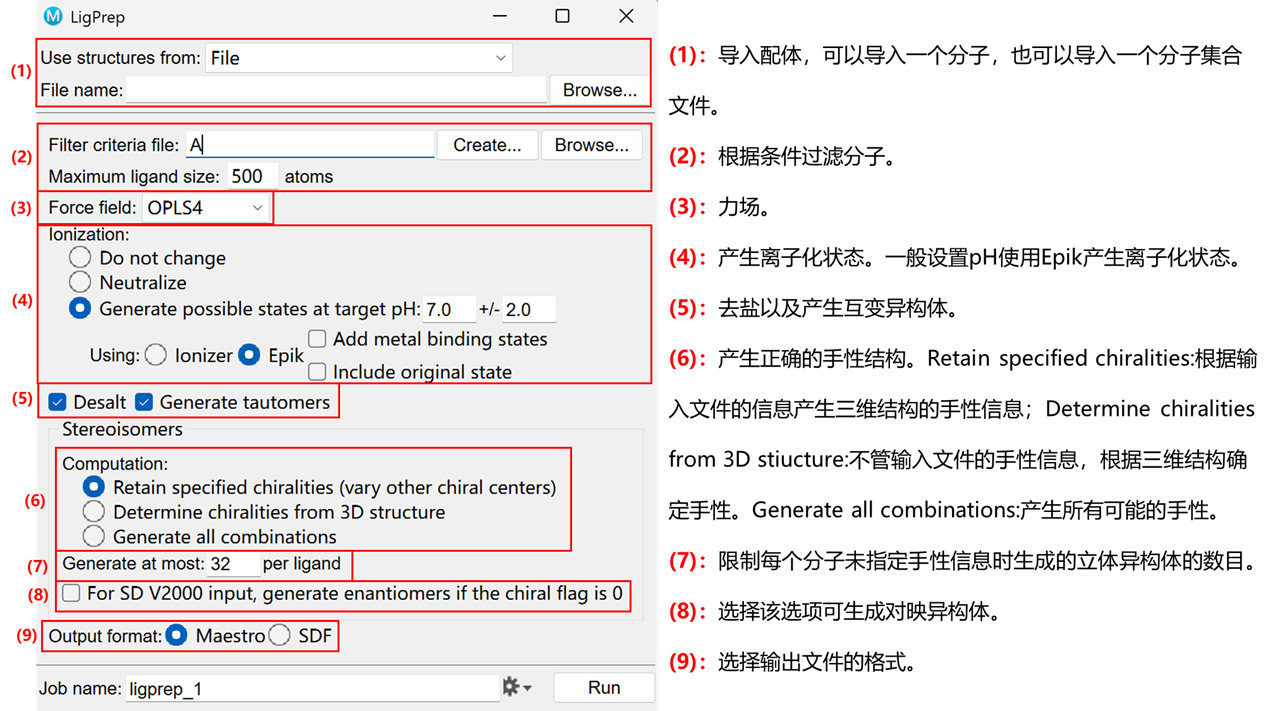 LigPrep
(1)
Use structures from: File
File name: Browse...
(2)
Filter criteria file: A Create... Browse...
Maximum ligand size: 500 atoms
(3) Force field: OPLS4
Ionization:
Do not change
Neutralize
(4)
Generate possible states at target pH: 7.0 +/- 2.0
Add metal binding states
Using: Ionizer Epik
Include original state
(5) Desalt Generate tautomers
Stereoisomers
Computation:
Retain specified chiralities (vary other chiral centers)
(6)
Determine chiralities from 3D structure
Generate all combinations
(7) Generate at most: 32 per ligand
(8) For SD V2000 input, generate enantiomers if the chiral flag is 0
(9) Output format: Maestro SDF
Job name: ligprep_1 Run
(1)：导入配体，可以导入一个分子，也可以导入一个分子集合
文件。
(2)：根据条件过滤分子。
(3)：力场。
(4)：产生离子化状态。一般设置pH使用Epik产生离子化状态。
(5)：去盐以及产生互变异构体。
(6)：产生正确的手性结构。Retain specified chiralities:根据输
入文件的信息产生三维结构的手性信息；Determine chiralities
from 3D stiucture:不管输入文件的手性信息，根据三维结构确
定手性。Generate all combinations:产生所有可能的手性。
(7)：限制每个分子未指定手性信息时生成的立体异构体的数目。
(8)：选择该选项可生成对映异构体。
(9)：选择输出文件的格式。